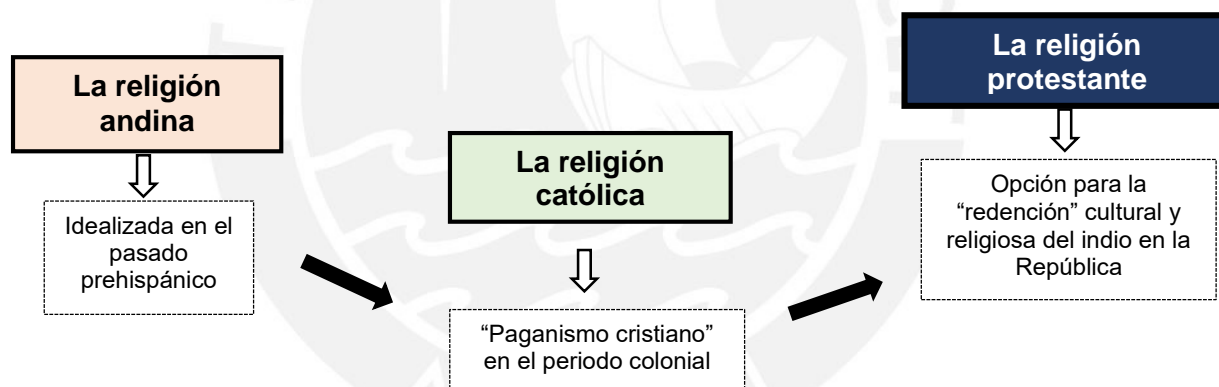 La religión
andina
Idealizada en el
pasado
prehispánico
La religión
católica
“Paganismo cristiano”
en el periodo colonial
La religión
protestante
Opción para la
“redención” cultural y
religiosa del indio en la
República